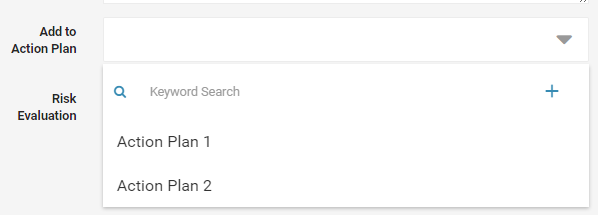 Add to
Action Plan
Keyword Search
Risk
Evaluation
Action Plan 1
Action Plan 2